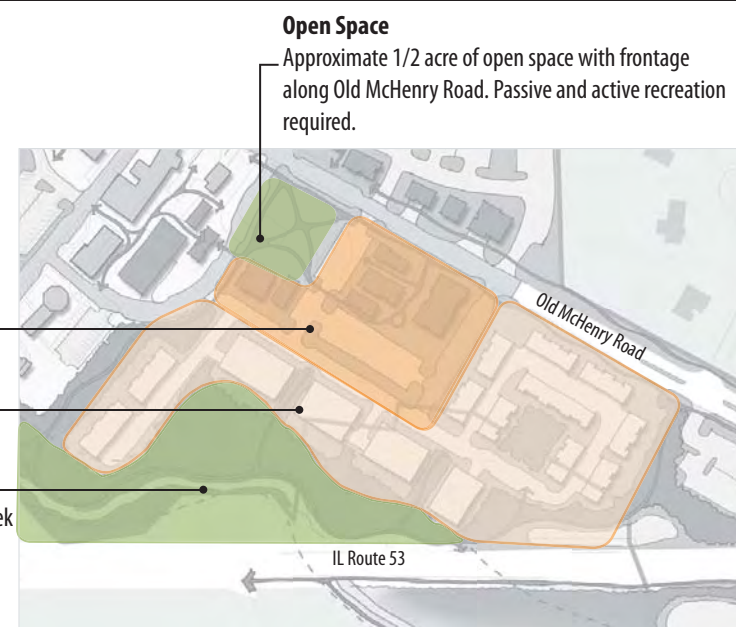 Open Space
Approximate 1/2 acre of open space with frontage
along Old McHenry Road. Passive and active recreation
required.
Old McHenry Road
ek
IL Route 53